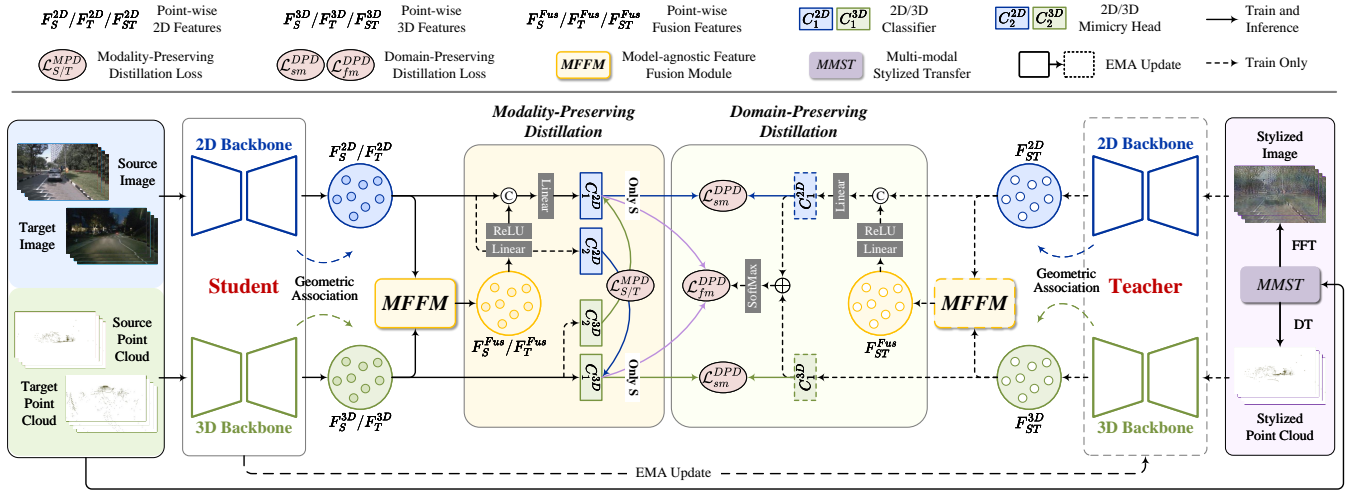 F_S^{2D}/F_T^{2D}/F_{ST}^{2D} Point-wise 2D Features
F_S^{3D}/F_T^{3D}/F_{ST}^{3D} Point-wise 3D Features
F_S^{Fus}/F_T^{Fus}/F_{ST}^{Fus} Point-wise Fusion Features
C_1^{2D} C_1^{3D} 2D/3D Classifier
C_2^{2D} C_2^{3D} 2D/3D Mimicry Head
Train and Inference
L_{S/T}^{MPD} Modality-Preserving Distillation Loss
L_{sm}^{DPD} L_{fm}^{DPD} Domain-Preserving Distillation Loss
MFFM Model-agnostic Feature Fusion Module
MMST Multi-modal Stylized Transfer
EMA Update
Train Only
Source Image
Target Image
Source Point Cloud
Target Point Cloud
2D Backbone
Student
3D Backbone
F_S^{2D}/F_T^{2D}
Geometric Association
F_S^{3D}/F_T^{3D}
MFFM
Modality-Preserving Distillation
C
Linear
ReLU
Linear
F_S^{Fus}/F_T^{Fus}
C_1^{2D}
C_2^{2D}
C_2^{3D}
C_1^{3D}
Only S
L_{S/T}^{MPD}
Only S
Domain-Preserving Distillation
L_{sm}^{DPD}
L_{fm}^{DPD}
L_{sm}^{DPD}
C_1^{2D}
SoftMax
C_1^{3D}
Linear
C
ReLU
Linear
F_{ST}^{Fus}
MFFM
F_{ST}^{2D}
Geometric Association
F_{ST}^{3D}
2D Backbone
Teacher
3D Backbone
Stylized Image
FFT
MMST
DT
Stylized Point Cloud
EMA Update